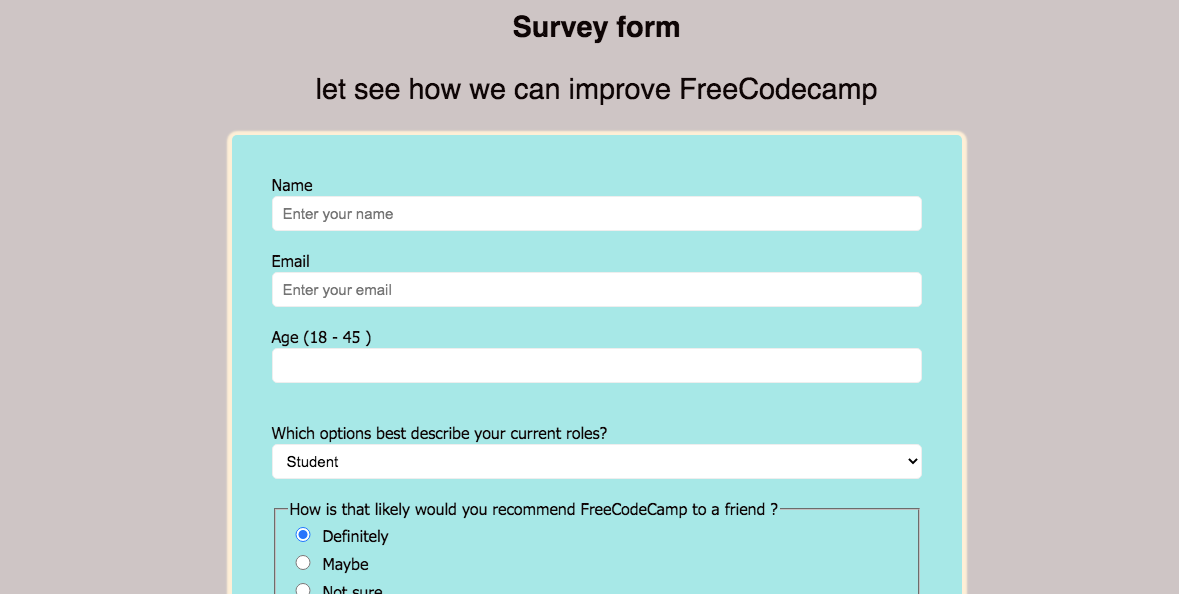 Survey form
let see how we can improve FreeCodecamp
Name
Enter your name
Email
Enter your email
Age (18 - 45 )
Which options best describe your current roles?
Student
How is that likely would you recommend FreeCodeCamp to a friend ?
Definitely
Maybe
Not sure